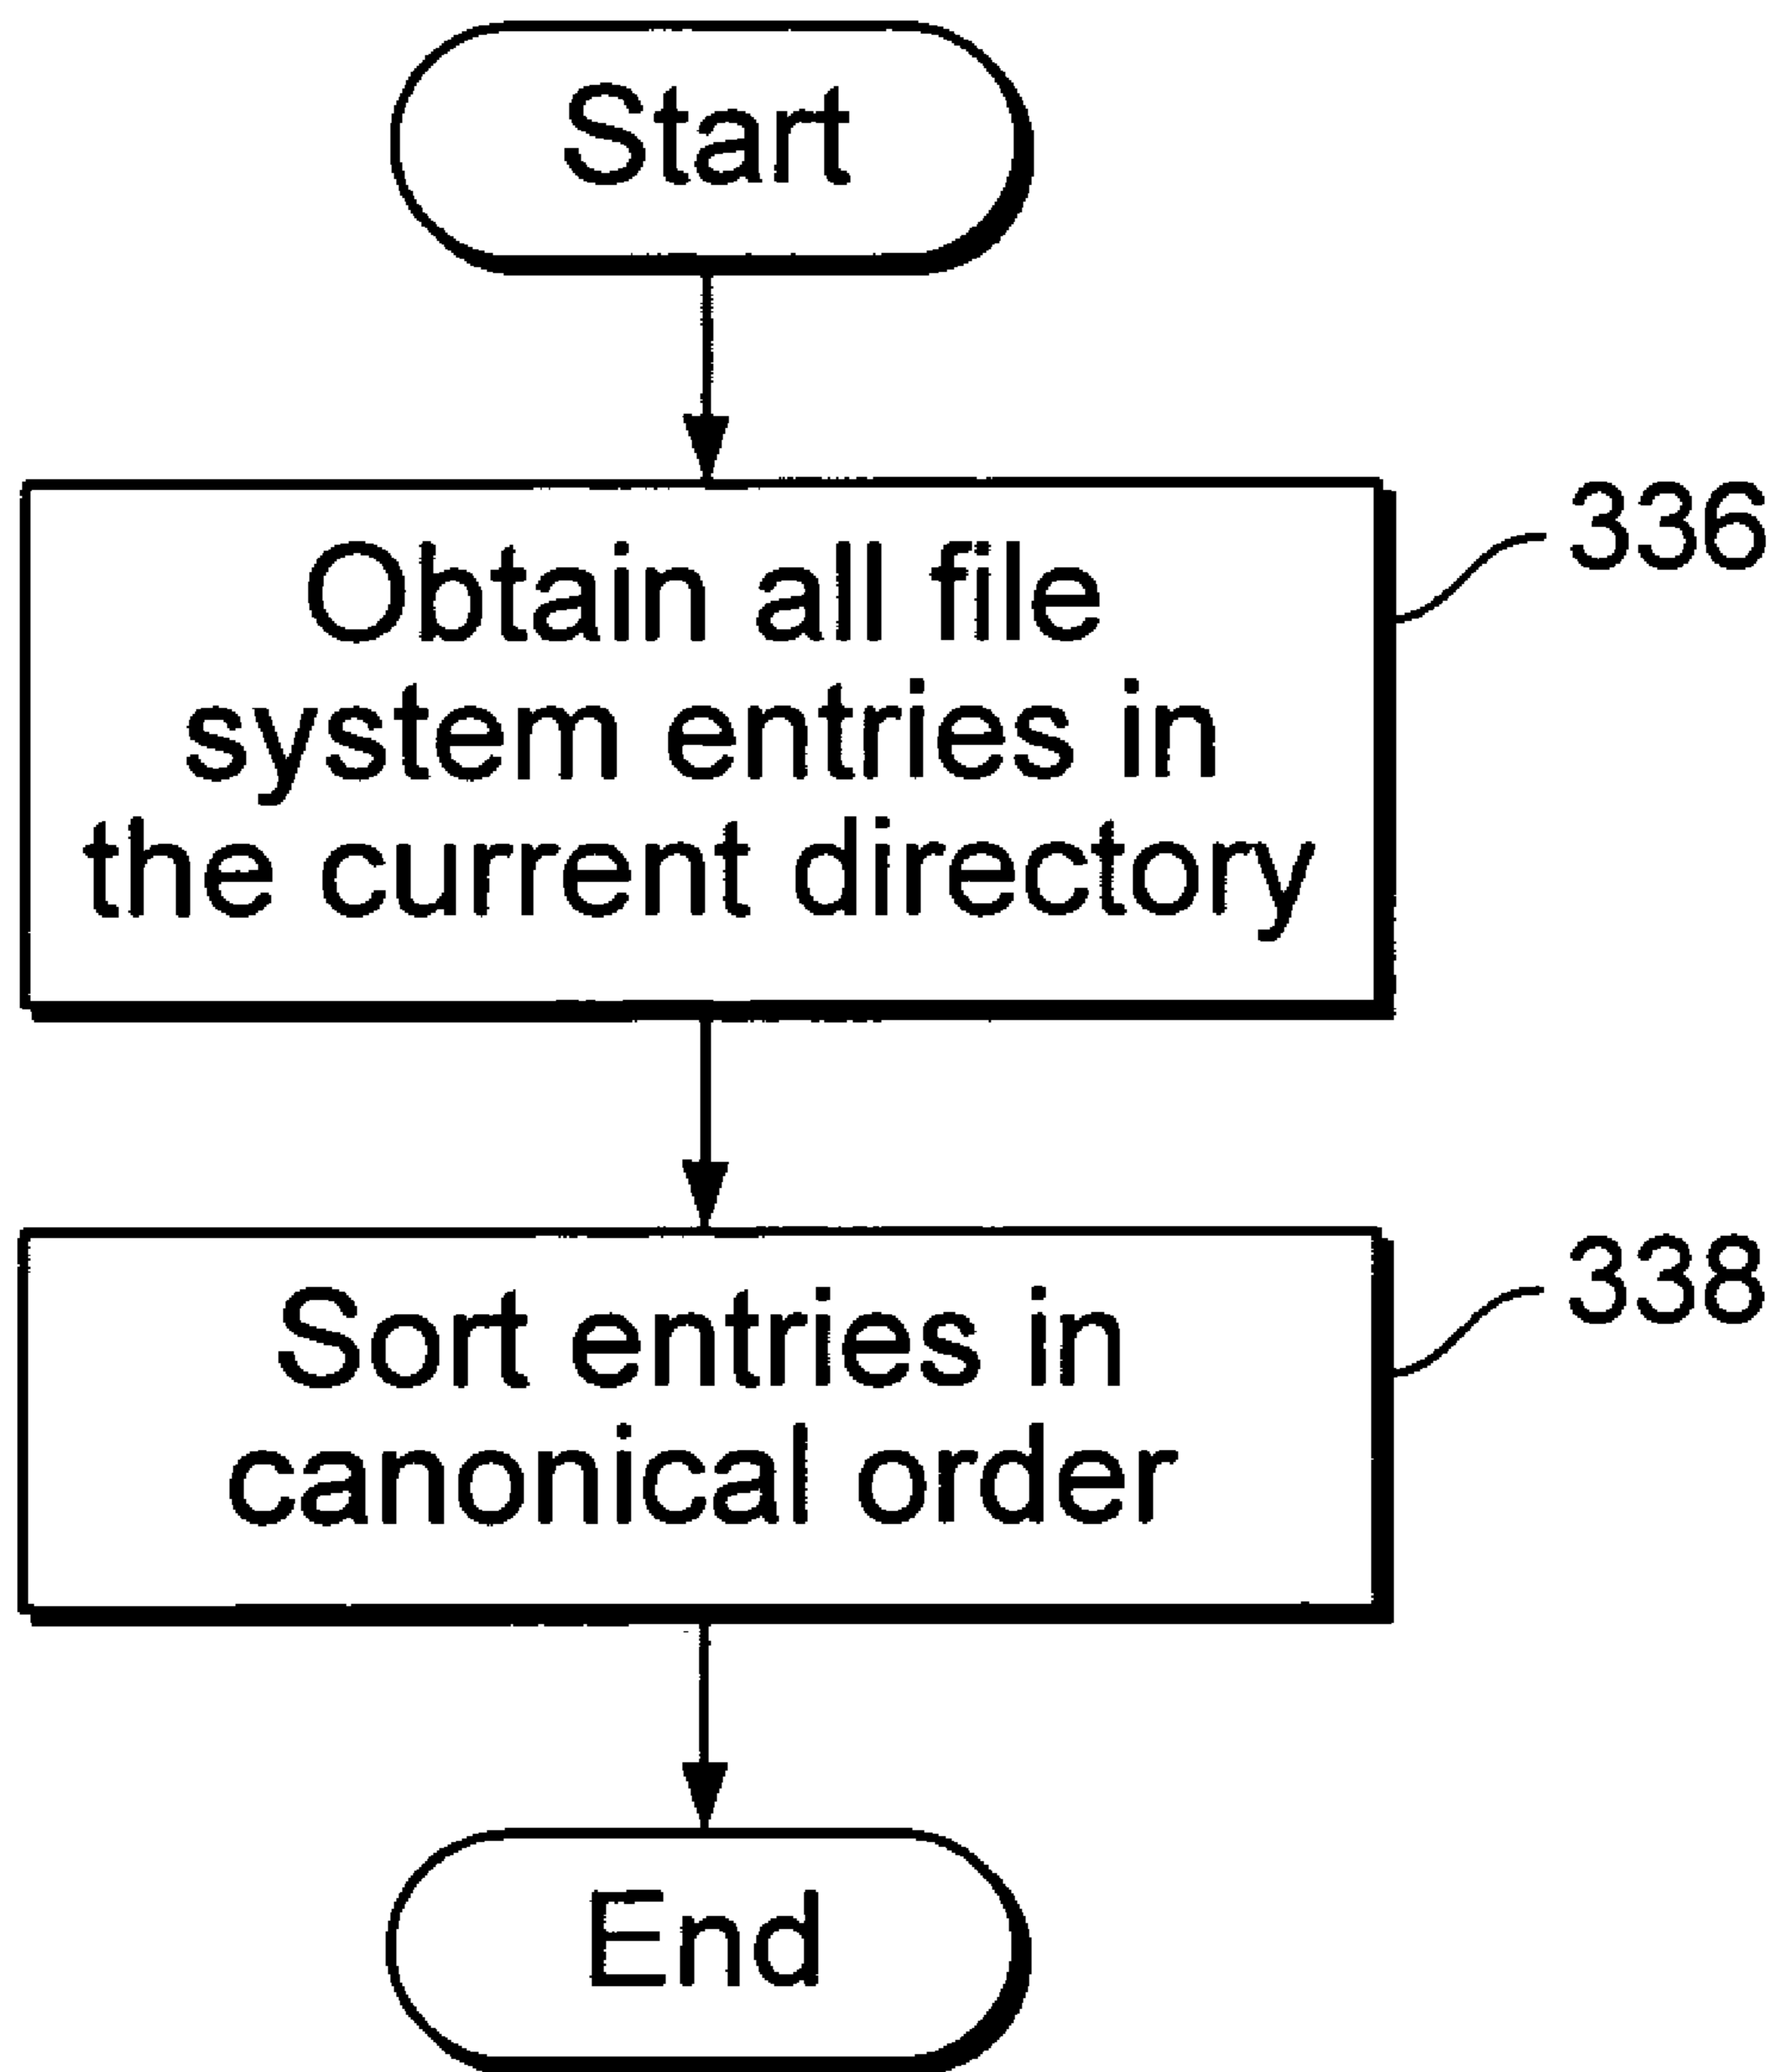 Start
336
Obtain all file
system entries in
the current directory
338
Sort entries in
canonical order
End